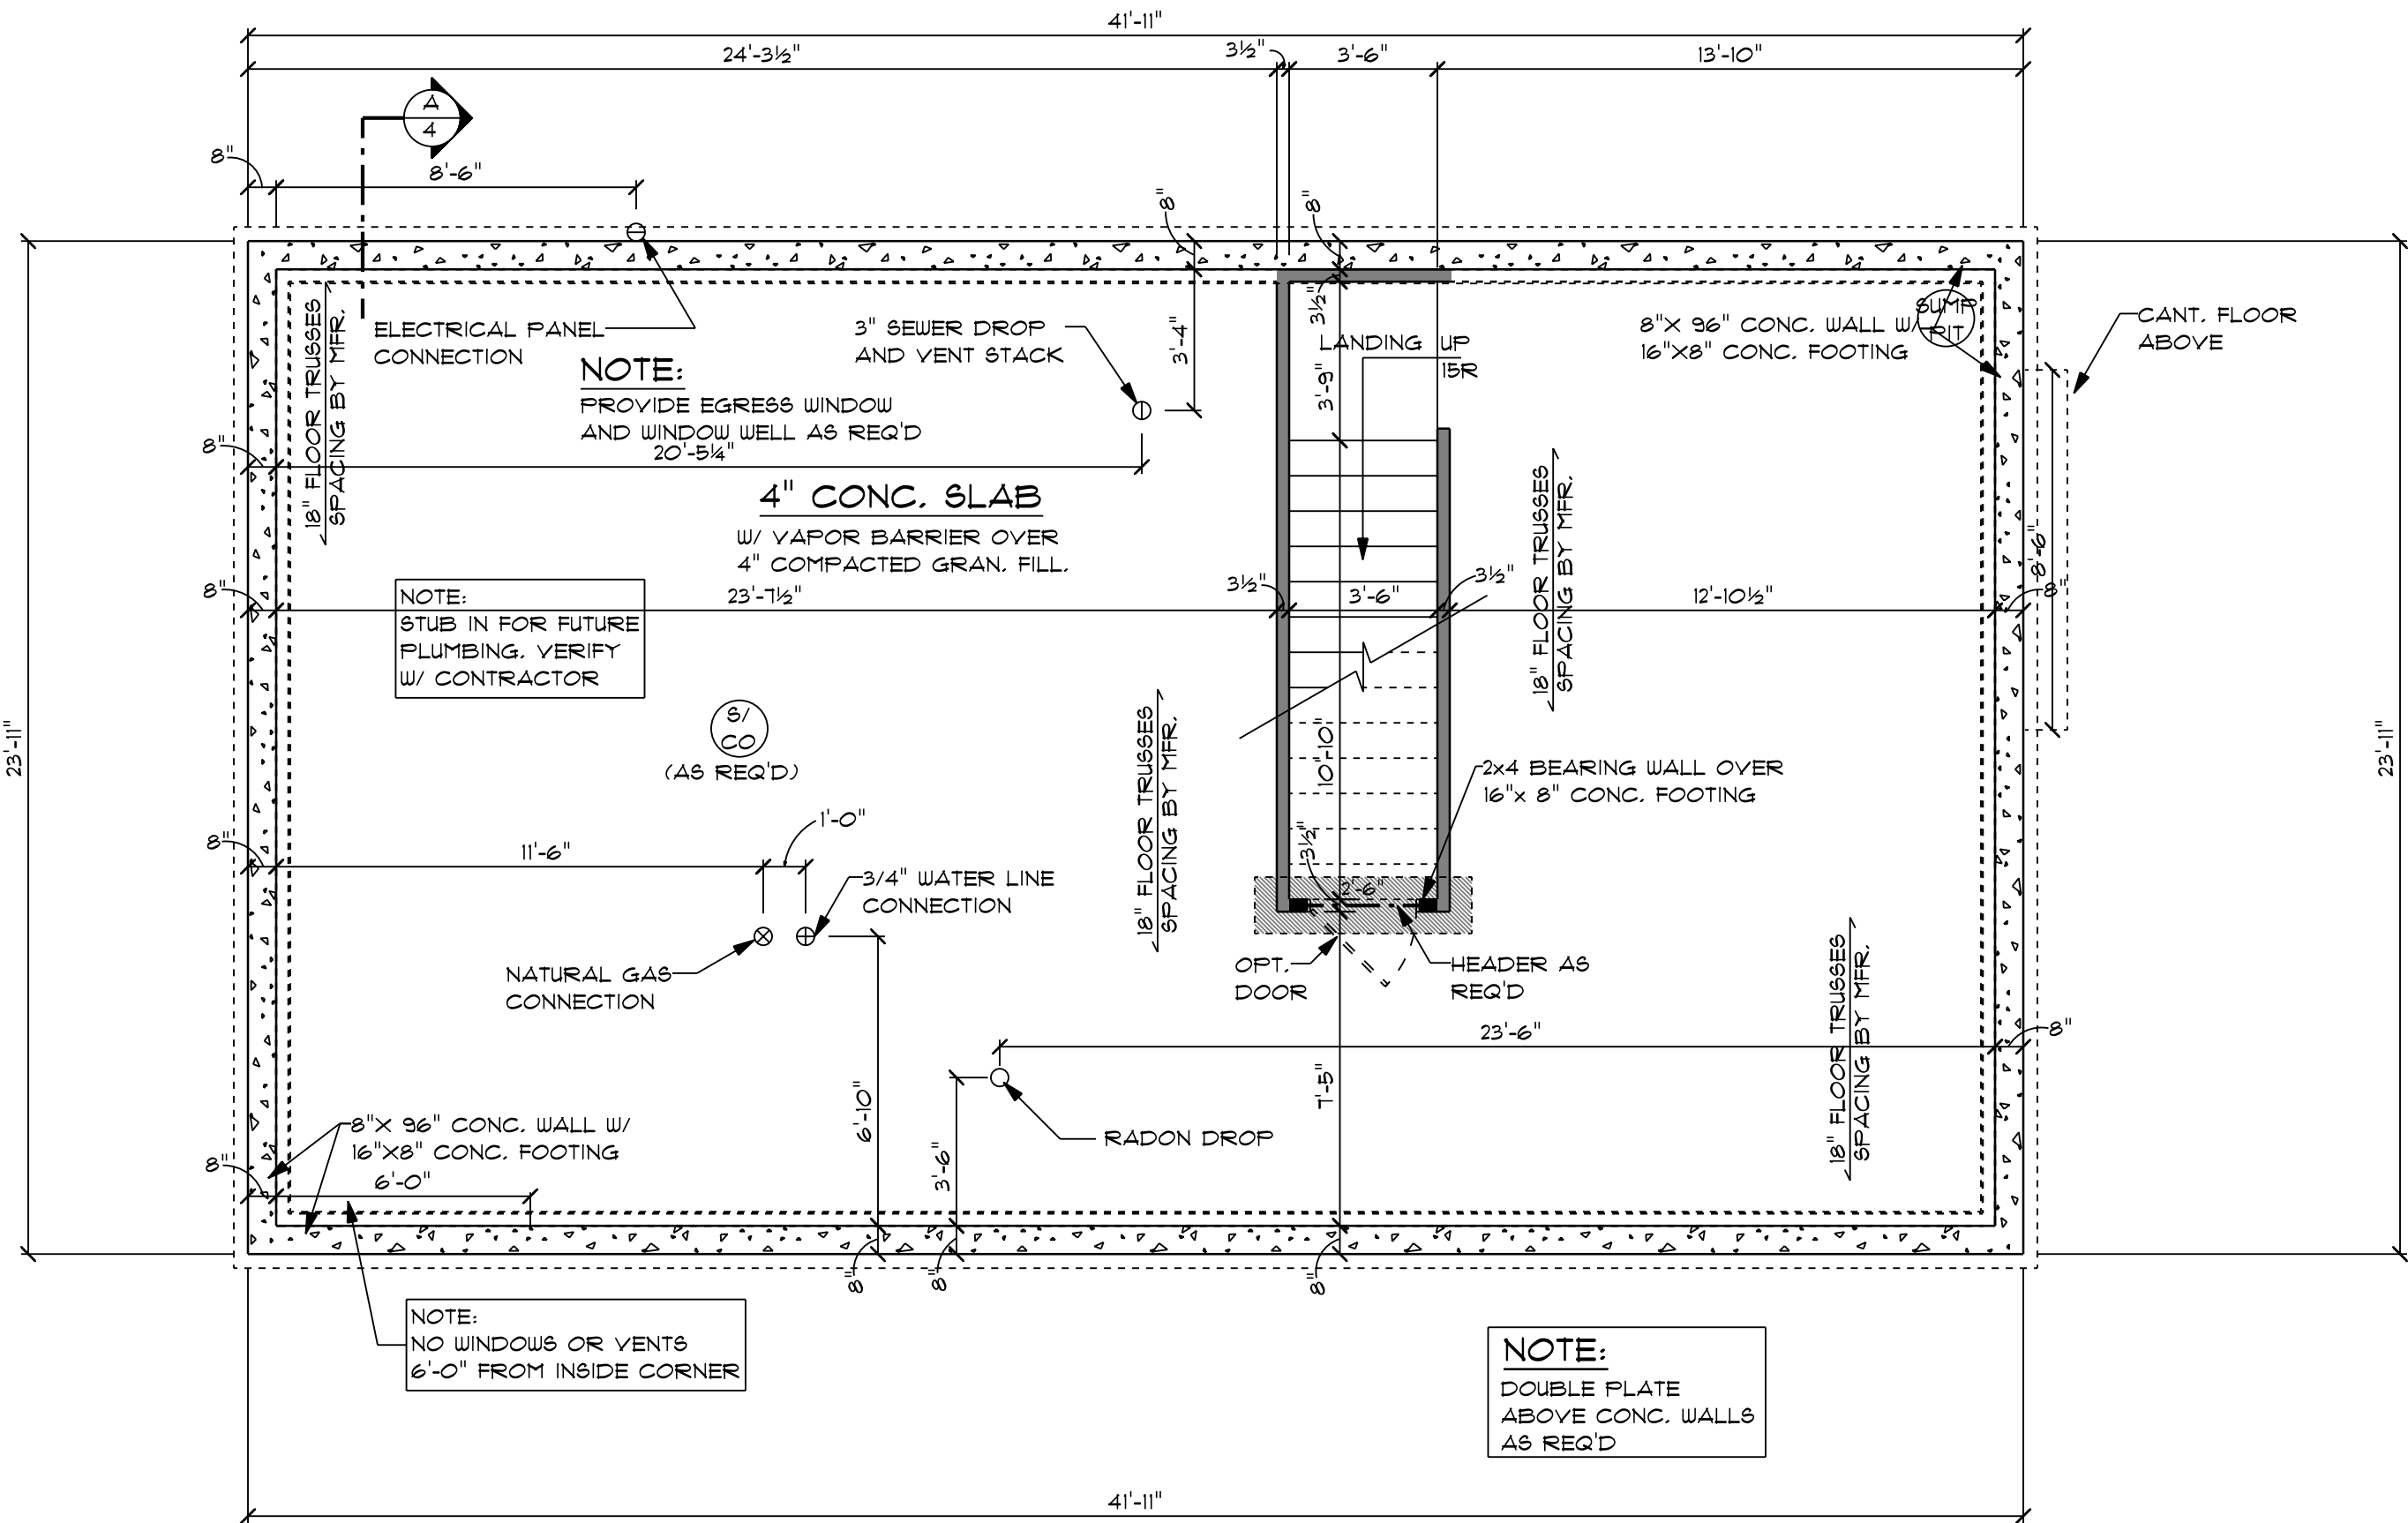 41'-11"
24'-3½"
3½"
3'-6"
13'-10"
A
4
8"
8'-6"
8"
8"
ELECTRICAL PANEL
CONNECTION
18" FLOOR TRUSSES
SPACING BY MFR.
NOTE:
PROVIDE EGRESS WINDOW
AND WINDOW WELL AS REQ'D
3" SEWER DROP
AND VENT STACK
3'-4"
3½"
LANDING
UP
15R
3'-9"
8"X 96" CONC. WALL W/
16"X8" CONC. FOOTING
SUMP
PIT
CANT. FLOOR
ABOVE
8"
20'-5¼"
4" CONC. SLAB
W/ VAPOR BARRIER OVER
4" COMPACTED GRAN. FILL.
18" FLOOR TRUSSES
SPACING BY MFR.
8'-6"
8"
23'-7½"
3½"
3'-6"
3½"
12'-10½"
8"
NOTE:
STUB IN FOR FUTURE
PLUMBING. VERIFY
W/ CONTRACTOR
S/
CO
(AS REQ'D)
23'-11"
23'-11"
18" FLOOR TRUSSES
SPACING BY MFR.
10'-10"
2x4 BEARING WALL OVER
16"x 8" CONC. FOOTING
8"
11'-6"
1'-0"
3/4" WATER LINE
CONNECTION
3½"
2'-6"
NATURAL GAS
CONNECTION
OPT.
DOOR
HEADER AS
REQ'D
18" FLOOR TRUSSES
SPACING BY MFR.
23'-6"
8"
6'-10"
3'-6"
7'-5"
RADON DROP
8"X 96" CONC. WALL W/
16"X8" CONC. FOOTING
8"
6'-0"
8"
8"
8"
NOTE:
NO WINDOWS OR VENTS
6'-0" FROM INSIDE CORNER
NOTE:
DOUBLE PLATE
ABOVE CONC. WALLS
AS REQ'D
41'-11"